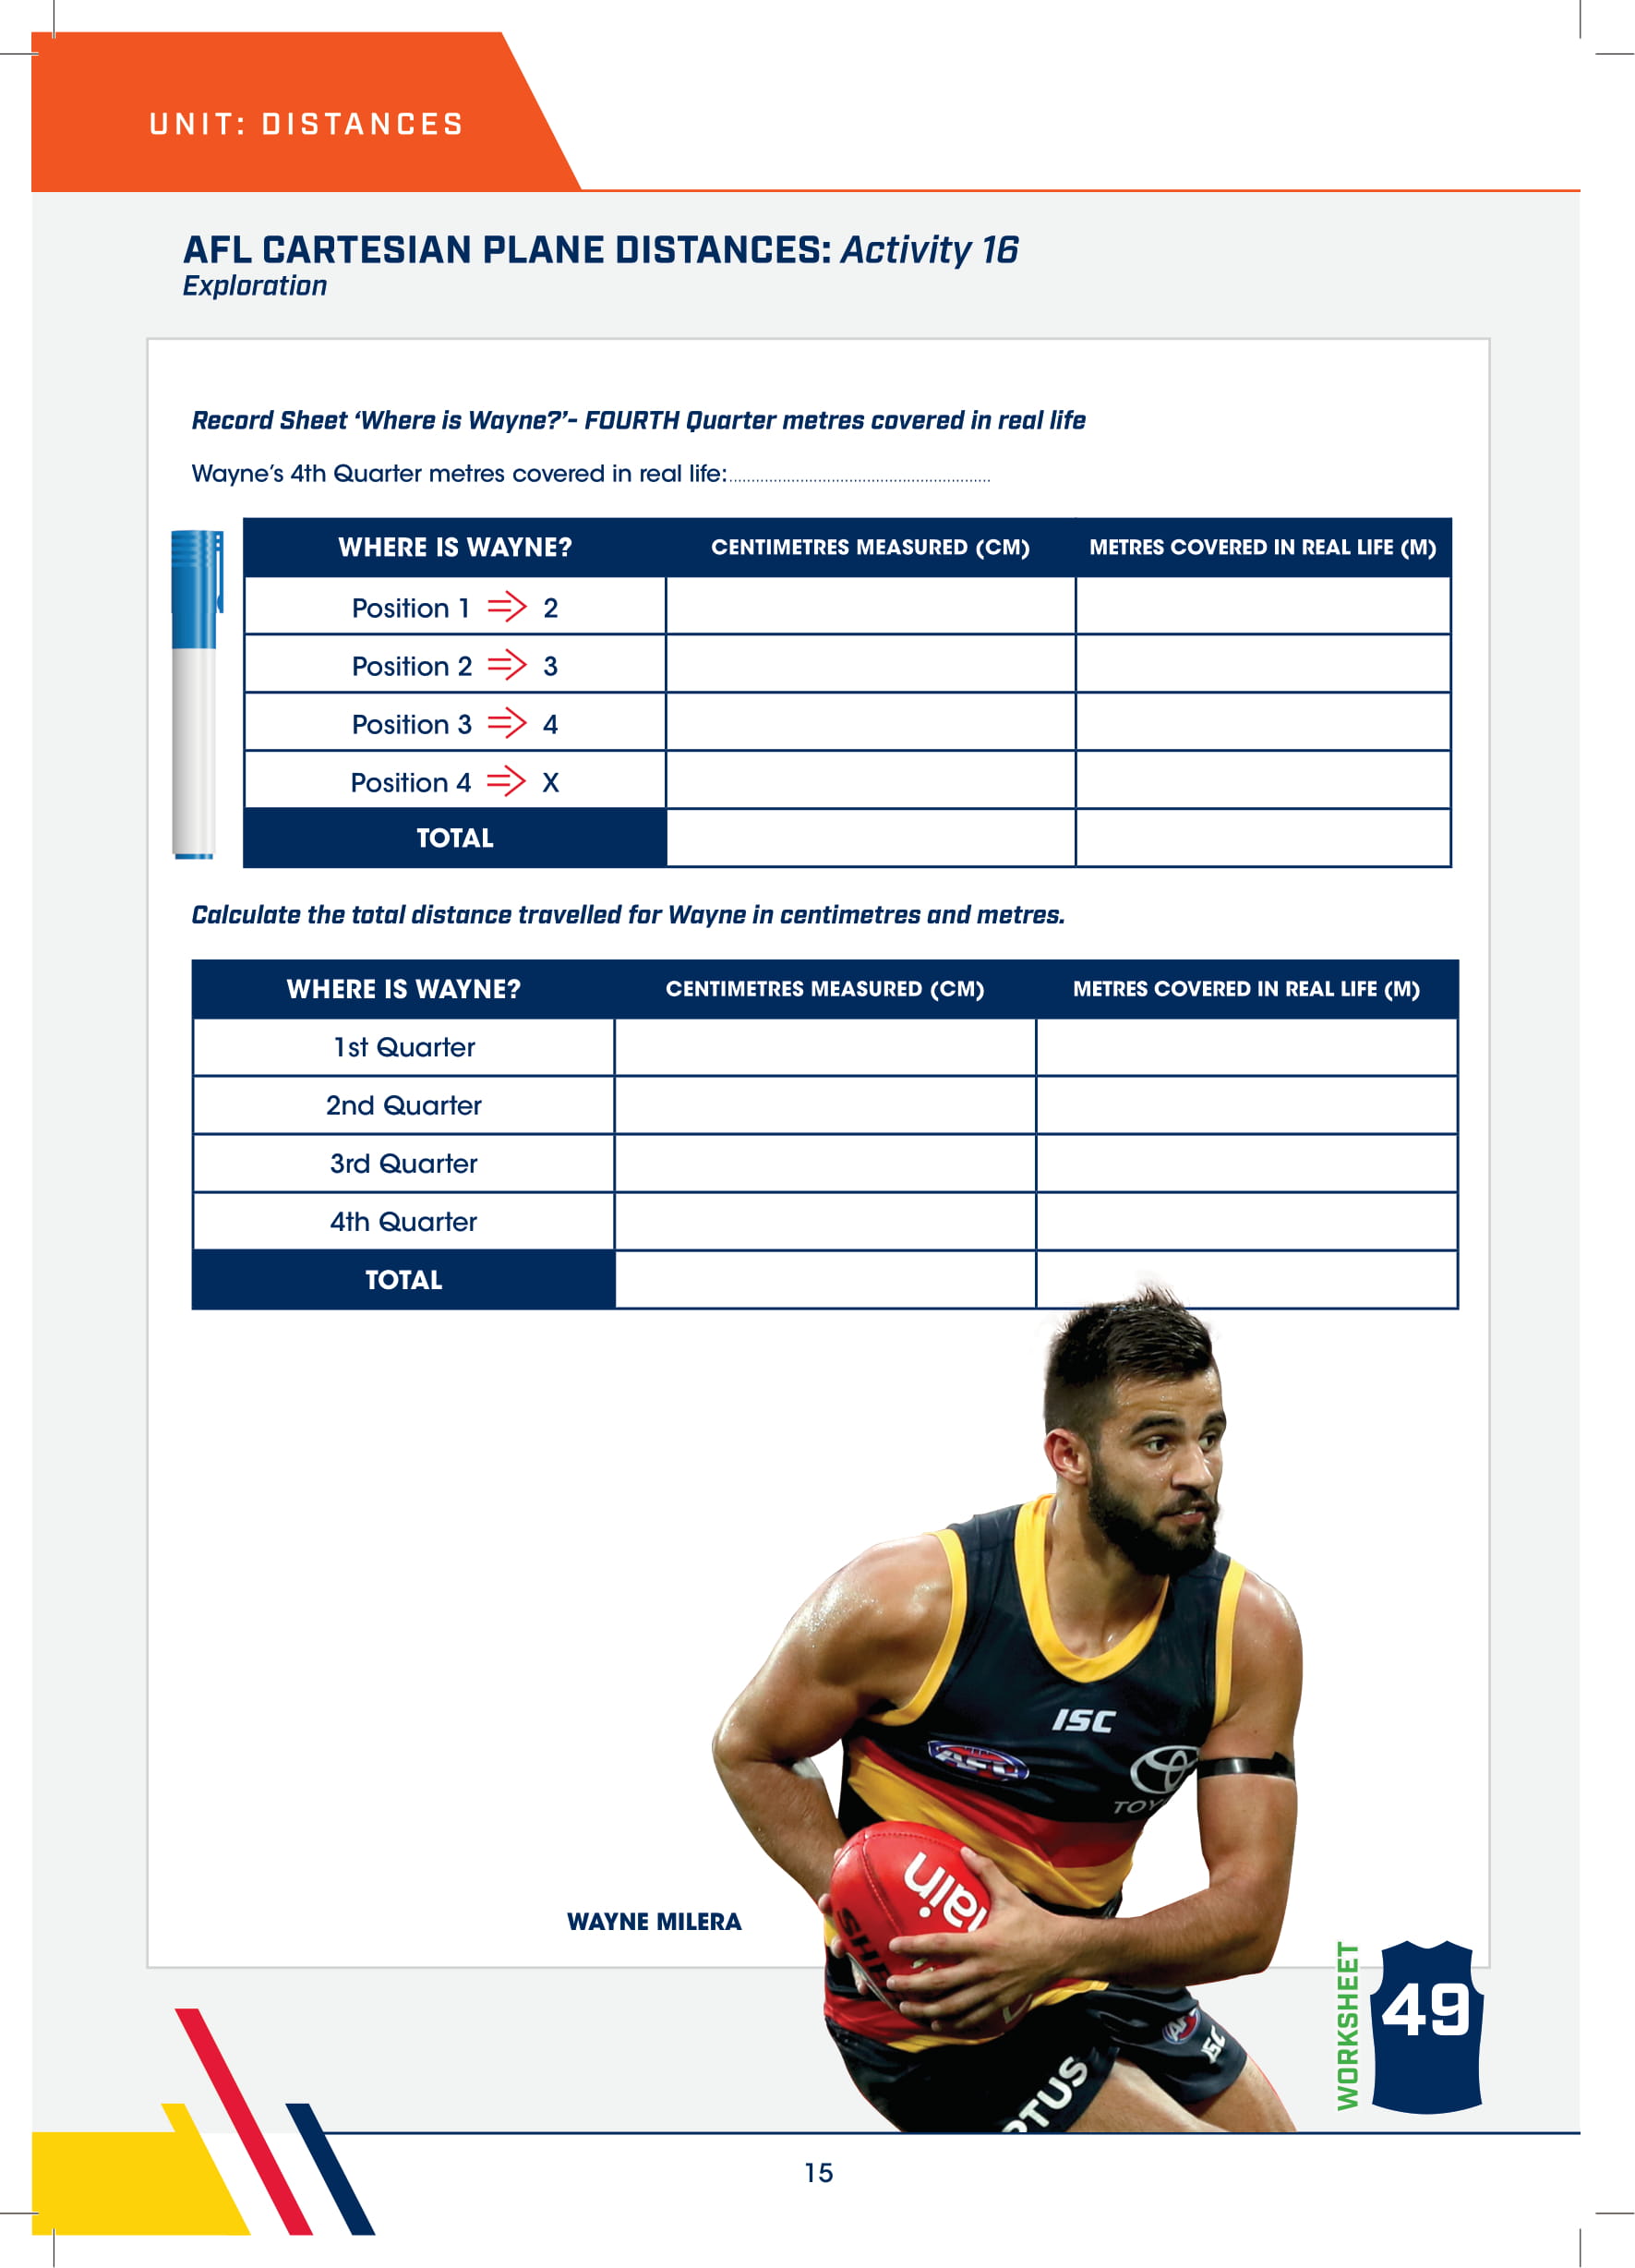 UNIT: DISTANCES
AFL CARTESIAN PLANE DISTANCES: Activity 16
Exploration
Record Sheet ‘Where is Wayne?’- FOURTH Quarter metres covered in real life
Wayne’s 4th Quarter metres covered in real life:............................................................
WHERE IS WAYNE? CENTIMETRES MEASURED (CM) METRES COVERED IN REAL LIFE (M)
Position 1 ⇒ 2
Position 2 ⇒ 3
Position 3 ⇒ 4
Position 4 ⇒ X
TOTAL
Calculate the total distance travelled for Wayne in centimetres and metres.
WHERE IS WAYNE? CENTIMETRES MEASURED (CM) METRES COVERED IN REAL LIFE (M)
1st Quarter
2nd Quarter
3rd Quarter
4th Quarter
TOTAL
ISC
AFL
TOY
WAYNE MILERA
ISC
WORKSHEET
49
15